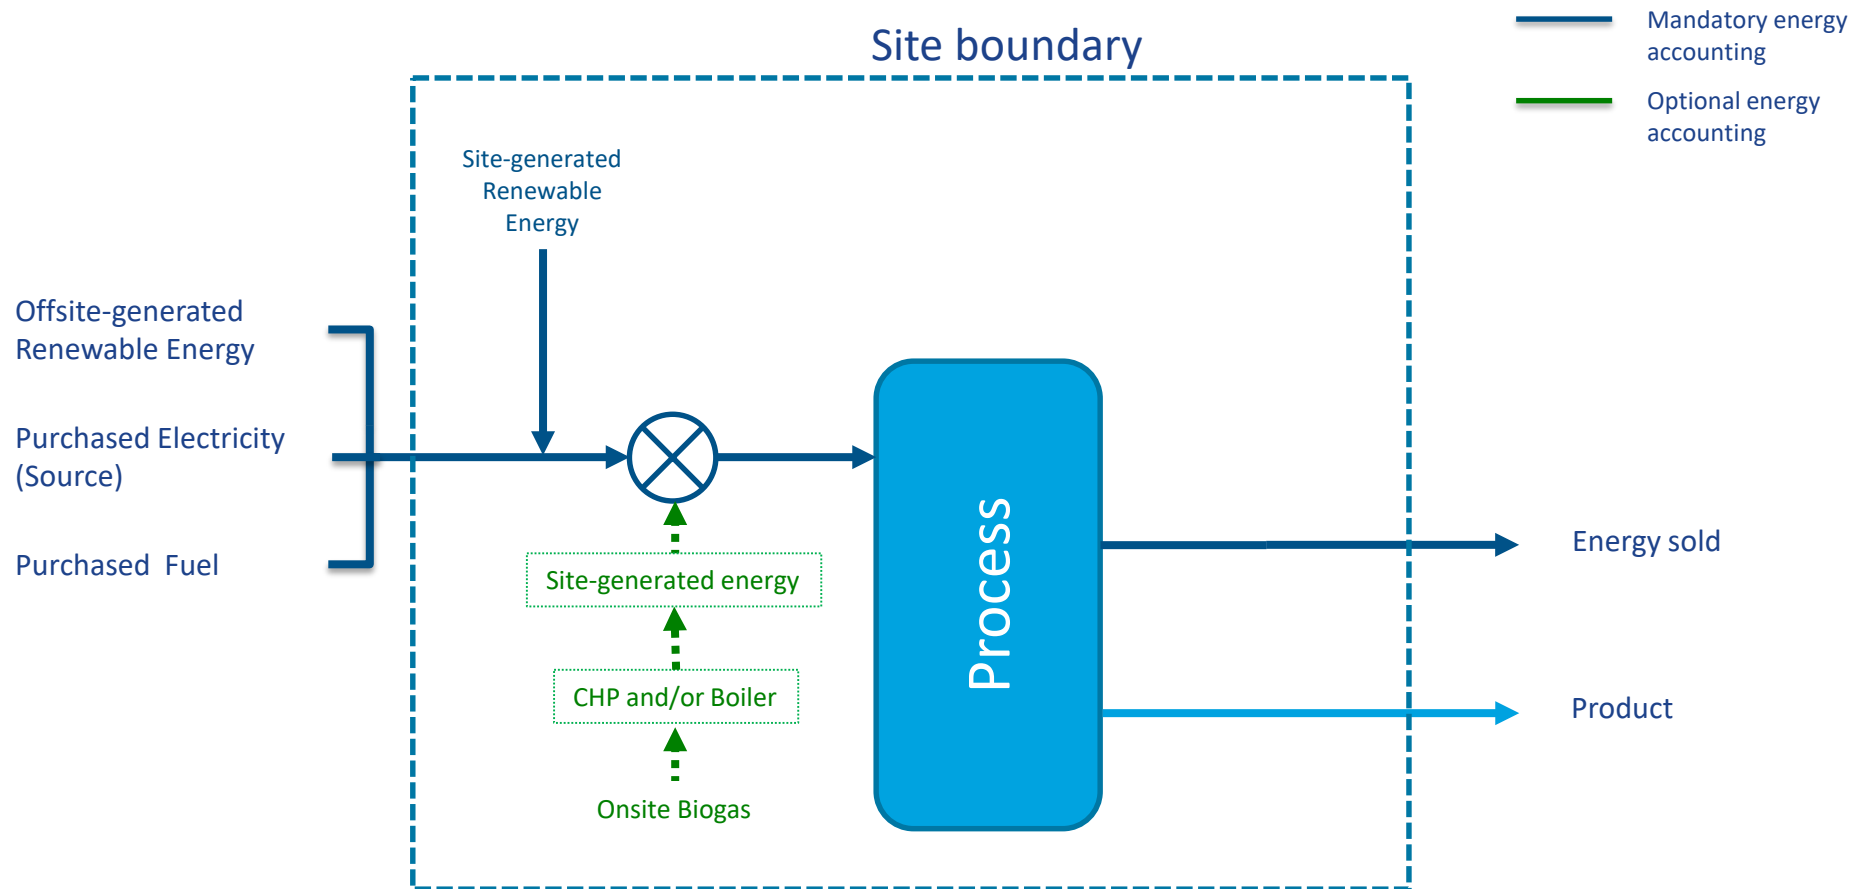 Site boundary
Mandatory energy
accounting
Optional energy
accounting
Site-generated
Renewable
Energy
Offsite-generated
Renewable Energy
Purchased Electricity
(Source)
Purchased  Fuel
Site-generated energy
CHP and/or Boiler
Onsite Biogas
Process
Energy sold
Product